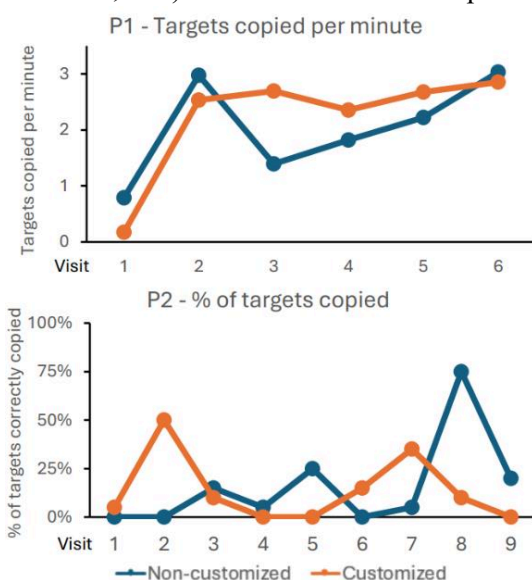 P1 - Targets copied per minute
Targets copied per minute
3
2
1
0
Visit 1 2 3 4 5 6
P2 - % of targets copied
% of targets correctly copied
100%
75%
50%
25%
0%
Visit 1 2 3 4 5 6 7 8 9
Non-customized Customized